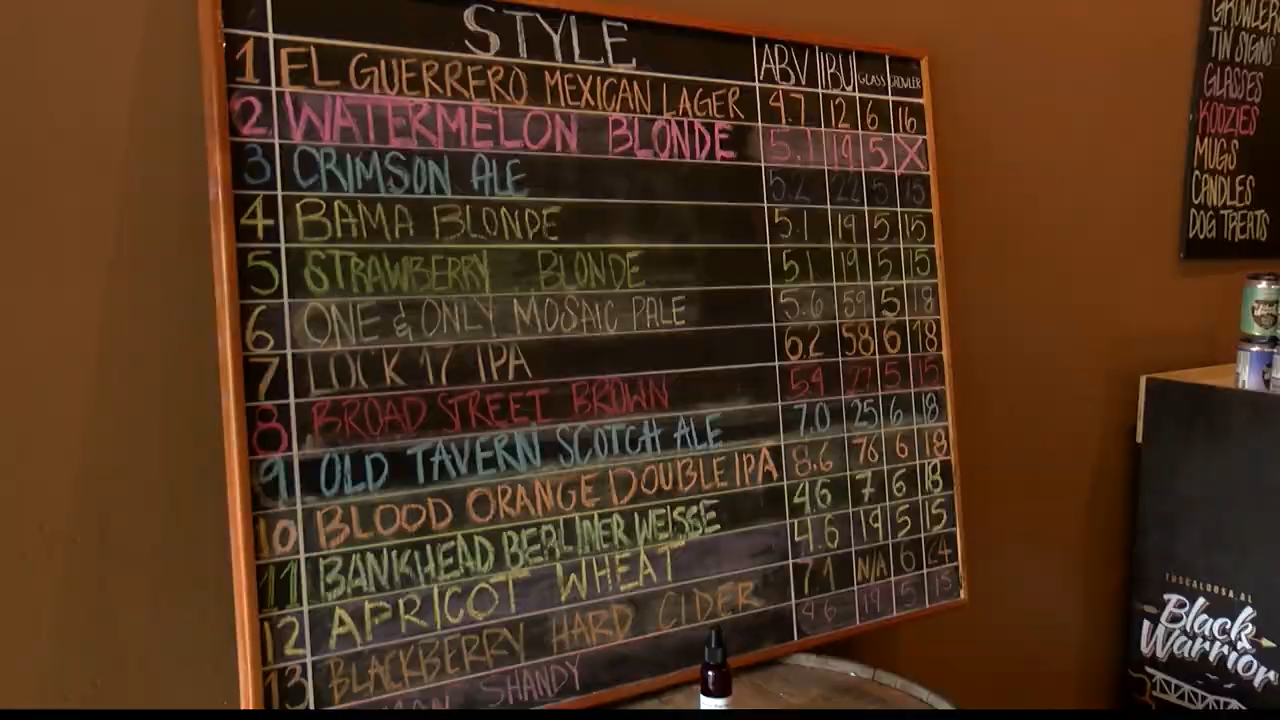 STYLE ABV IBU GLASS GROWLER
1 EL GUERRERO MEXICAN LAGER 4.7 12 6 16
2 WATERMELON BLONDE 5.1 19 5 X
3 CRIMSON ALE 5.2 22 5 15
4 BAMA BLONDE 5.1 19 5 15
5 STRAWBERRY BLONDE 5.1 19 5 15
6 ONE & ONLY MOSAIC PALE 5.6 59 5 18
7 LOCK 17 IPA 6.2 58 6 18
8 BROAD STREET BROWN 5.4 27 5 15
9 OLD TAVERN SCOTCH ALE 7.0 25 6 18
10 BLOOD ORANGE DOUBLE IPA 8.6 76 6 18
11 BANKHEAD BERLINER WEISSE 4.6 7 6 18
12 APRICOT WHEAT 4.6 19 5 15
13 BLACKBERRY HARD CIDER 7.1 N/A 6 24
SHANDY 4.6 19 5 15
GROWLERS
TIN SIGNS
GLASSES
KOOZIES
MUGS
CANDLES
DOG TREATS
TUSCALOOSA, AL
Black
Warrior